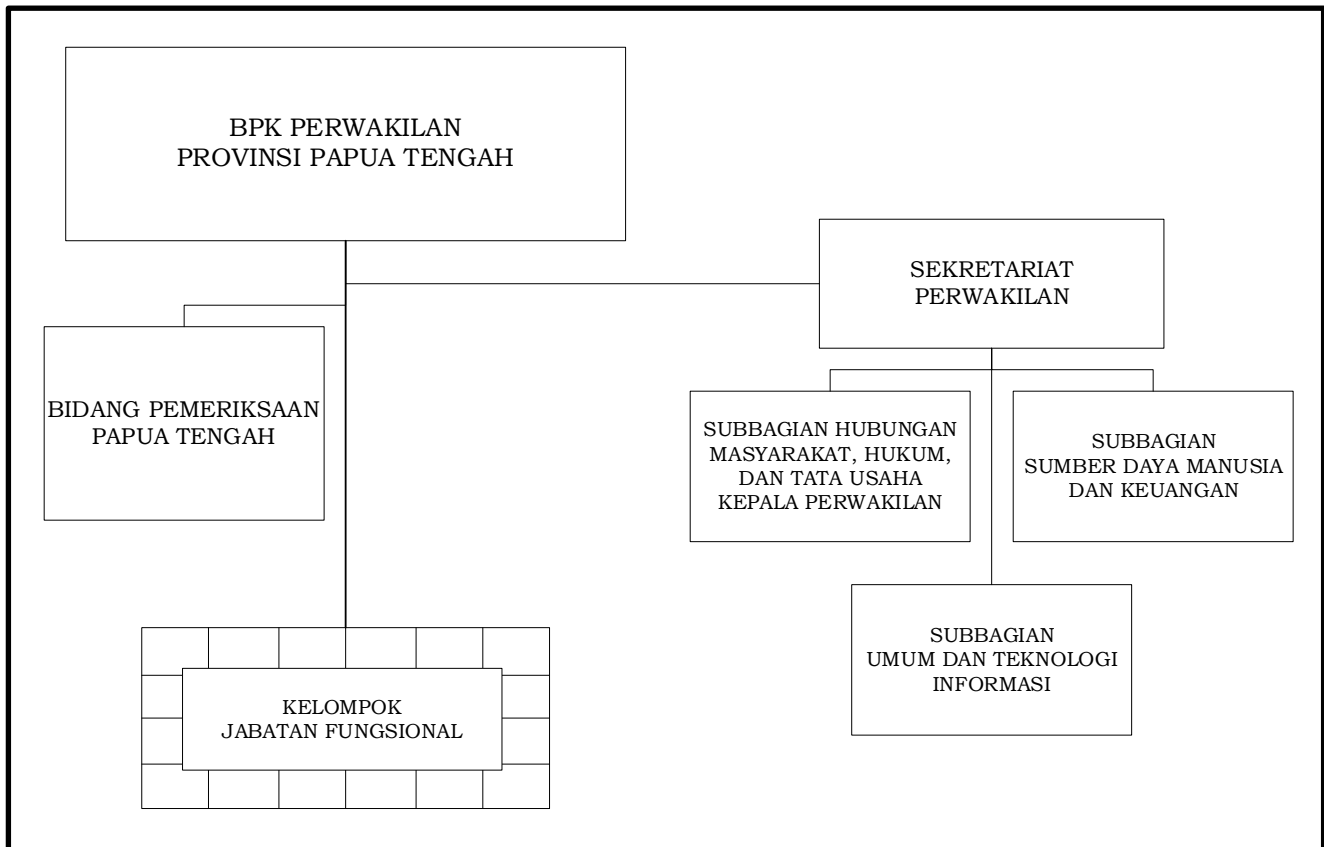 BPK PERWAKILAN
PROVINSI PAPUA TENGAH
SEKRETARIAT
PERWAKILAN
BIDANG PEMERIKSAAN
PAPUA TENGAH
SUBBAGIAN HUBUNGAN
MASYARAKAT, HUKUM,
DAN TATA USAHA
KEPALA PERWAKILAN
SUBBAGIAN
SUMBER DAYA MANUSIA
DAN KEUANGAN
SUBBAGIAN
UMUM DAN TEKNOLOGI
INFORMASI
KELOMPOK
JABATAN FUNGSIONAL